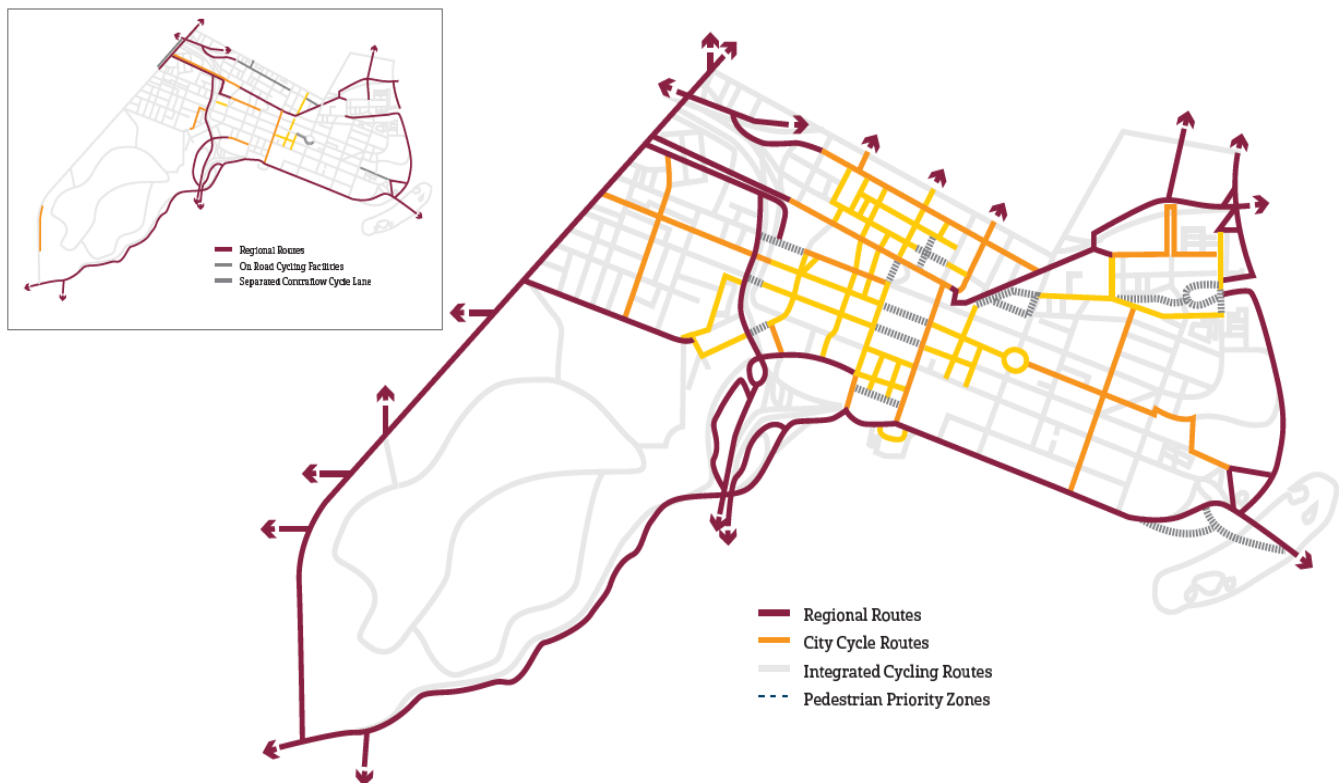 Regional Routes
On Road Cycling Facilities
Separated Contraflow Cycle Lane
Regional Routes
City Cycle Routes
Integrated Cycling Routes
Pedestrian Priority Zones